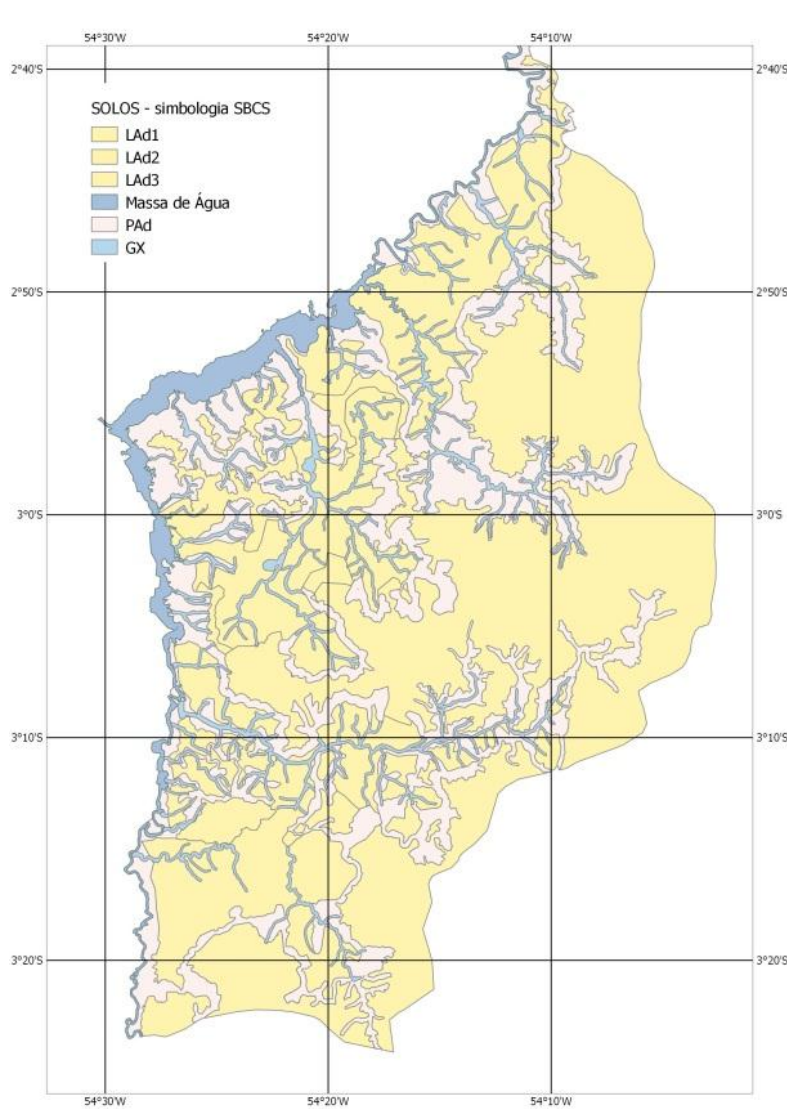 54°30'W 54°20'W 54°10'W
2°40'S 2°40'S
SOLOS - simbologia SBCS
LAd1
LAd2
LAd3
Massa de Água
PAd
GX
2°50'S 2°50'S
3°0'S 3°0'S
3°10'S 3°10'S
3°20'S 3°20'S
54°30'W 54°20'W 54°10'W